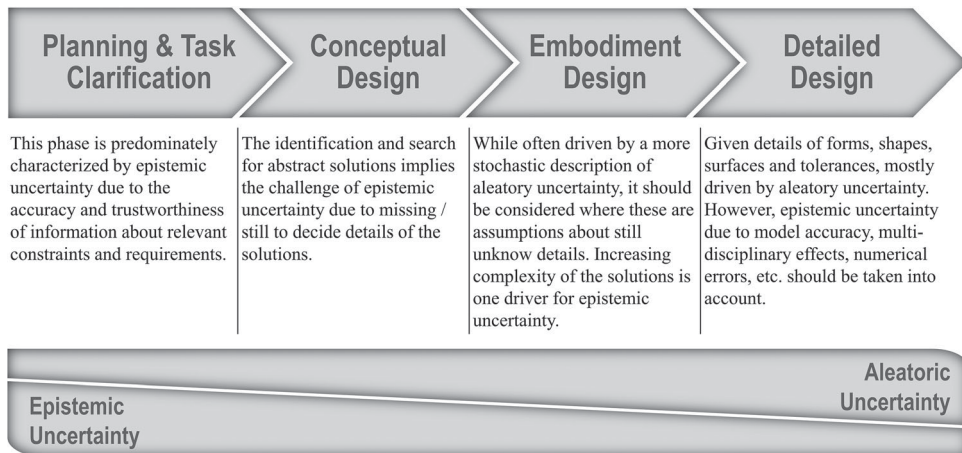 Planning & Task
Clarification
Conceptual
Design
Embodiment
Design
Detailed
Design
This phase is predominately
characterized by epistemic
uncertainty due to the
accuracy and trustworthiness
of information about relevant
constraints and requirements.
The identification and search
for abstract solutions implies
the challenge of epistemic
uncertainty due to missing /
still to decide details of the
solutions.
While often driven by a more
stochastic description of
aleatory uncertainty, it should
be considered where these are
assumptions about still
unknow details. Increasing
complexity of the solutions is
one driver for epistemic
uncertainty.
Given details of forms, shapes,
surfaces and tolerances, mostly
driven by aleatory uncertainty.
However, epistemic uncertainty
due to model accuracy, multi-
disciplinary effects, numerical
errors, etc. should be taken into
account.
Epistemic
Uncertainty
Aleatoric
Uncertainty